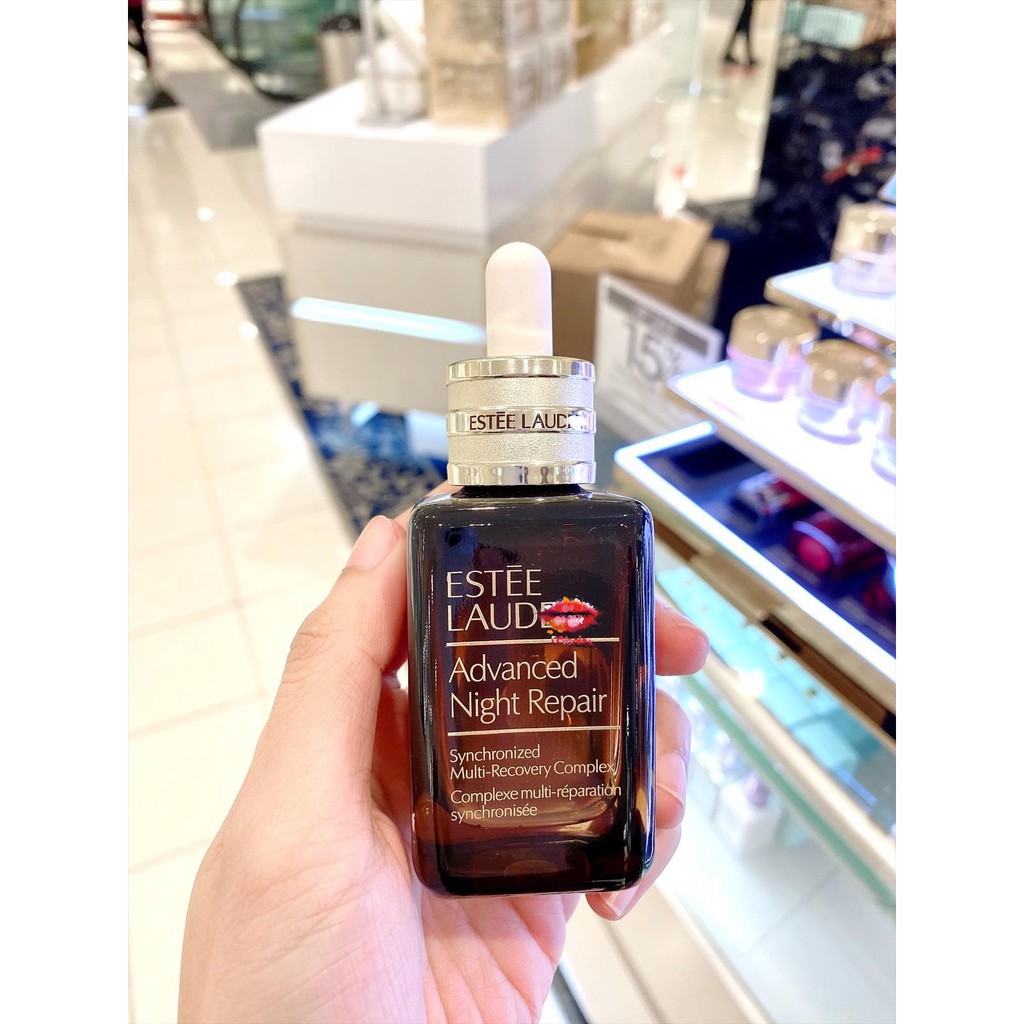 ESTĒE LAUD
ESTĒE
LAUD
Advanced
Night Repair
Synchronized
Multi-Recovery Complex
Complexe multi-réparation
synchronisée
15%